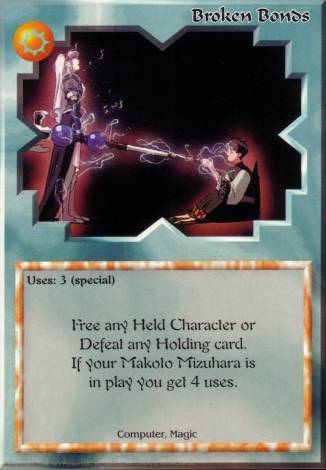 Broken Bonds
Uses: 3 (special)
Free any Held Character or
Defeat any Holding card.
If your Makoto Mizuhara is
in play you get 4 uses.
Computer, Magic